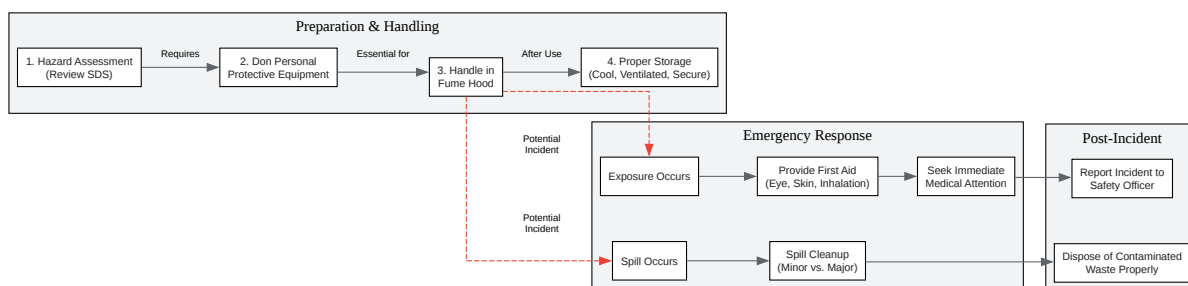 Preparation & Handling
1. Hazard Assessment
(Review SDS)
Requires
2. Don Personal
Protective Equipment
Essential for
3. Handle in
Fume Hood
After Use
4. Proper Storage
(Cool, Ventilated, Secure)
Potential
Incident
Emergency Response
Exposure Occurs
Provide First Aid
(Eye, Skin, Inhalation)
Seek Immediate
Medical Attention
Post-Incident
Report Incident to
Safety Officer
Potential
Incident
Spill Occurs
Spill Cleanup
(Minor vs. Major)
Dispose of Contaminated
Waste Properly